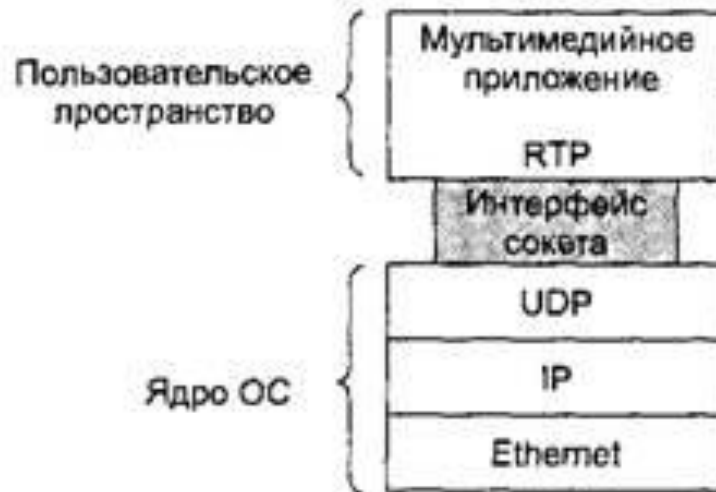 Пользовательское
пространство
Мультимедийное
приложение
RTP
Интерфейс
сокета
Ядро ОС
UDP
IP
Ethernet